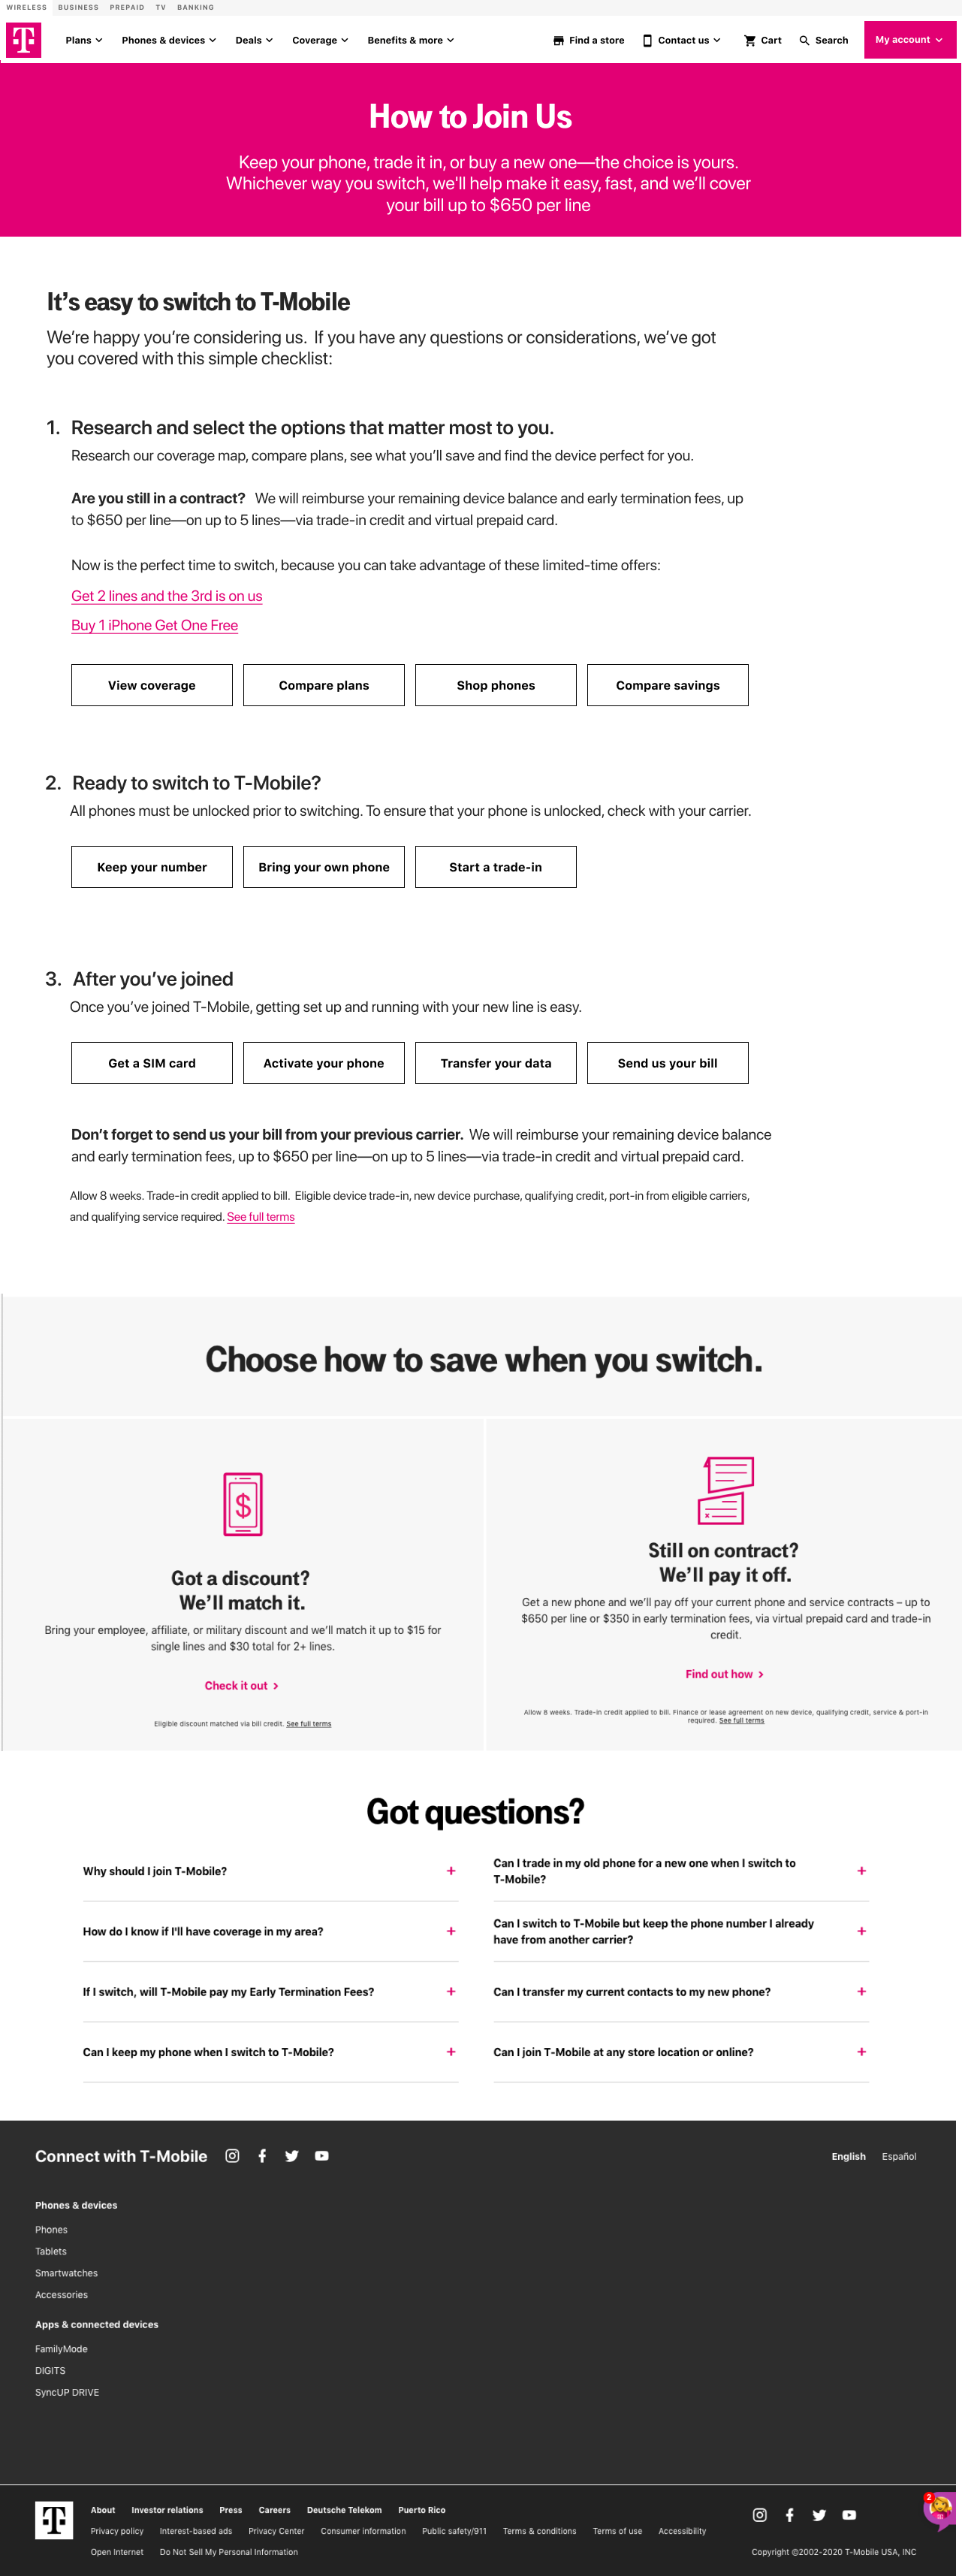 WIRELESS BUSINESS PREPAID TV BANKING
T
Plans Phones & devices Deals Coverage Benefits & more Find a store Contact us Cart Search My account
How to Join Us
Keep your phone, trade it in, or buy a new one—the choice is yours.
Whichever way you switch, we'll help make it easy, fast, and we'll cover
your bill up to $650 per line
It's easy to switch to T-Mobile
We're happy you're considering us. If you have any questions or considerations, we've got
you covered with this simple checklist:
1. Research and select the options that matter most to you.
Research our coverage map, compare plans, see what you'll save and find the device perfect for you.
Are you still in a contract? We will reimburse your remaining device balance and early termination fees, up
to $650 per line—on up to 5 lines—via trade-in credit and virtual prepaid card.
Now is the perfect time to switch, because you can take advantage of these limited-time offers:
Get 2 lines and the 3rd is on us
Buy 1 iPhone Get One Free
View coverage Compare plans Shop phones Compare savings
2. Ready to switch to T-Mobile?
All phones must be unlocked prior to switching. To ensure that your phone is unlocked, check with your carrier.
Keep your number Bring your own phone Start a trade-in
3. After you've joined
Once you've joined T-Mobile, getting set up and running with your new line is easy.
Get a SIM card Activate your phone Transfer your data Send us your bill
Don't forget to send us your bill from your previous carrier. We will reimburse your remaining device balance
and early termination fees, up to $650 per line—on up to 5 lines—via trade-in credit and virtual prepaid card.
Allow 8 weeks. Trade-in credit applied to bill. Eligible device trade-in, new device purchase, qualifying credit, port-in from eligible carriers,
and qualifying service required. See full terms
Choose how to save when you switch.
$
Got a discount?
We'll match it.
Bring your employee, affiliate, or military discount and we'll match it up to $15 for
single lines and $30 total for 2+ lines.
Check it out
Eligible discount matched via bill credit. See full terms
Still on contract?
We'll pay it off.
Get a new phone and we'll pay off your current phone and service contracts – up to
$650 per line or $350 in early termination fees, via virtual prepaid card and trade-in
credit.
Find out how
Allow 8 weeks. Trade-in credit applied to bill. Finance or lease agreement on new device, qualifying credit, service & port-in
required. See full terms
Got questions?
Why should I join T-Mobile? +
How do I know if I'll have coverage in my area? +
If I switch, will T-Mobile pay my Early Termination Fees? +
Can I keep my phone when I switch to T-Mobile? +
Can I trade in my old phone for a new one when I switch to
T-Mobile? +
Can I switch to T-Mobile but keep the phone number I already
have from another carrier? +
Can I transfer my current contacts to my new phone? +
Can I join T-Mobile at any store location or online? +
Connect with T-Mobile
English Español
Phones & devices
Phones
Tablets
Smartwatches
Accessories
Apps & connected devices
FamilyMode
DIGITS
SyncUP DRIVE
T
About Investor relations Press Careers Deutsche Telekom Puerto Rico
Privacy policy Interest-based ads Privacy Center Consumer information Public safety/911 Terms & conditions Terms of use Accessibility
Open Internet Do Not Sell My Personal Information
2
Copyright ©2002-2020 T-Mobile USA, INC